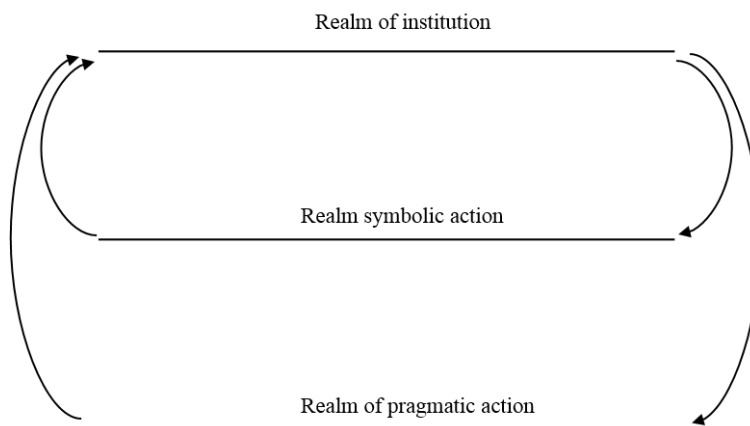 Realm of institution
Realm symbolic action
Realm of pragmatic action